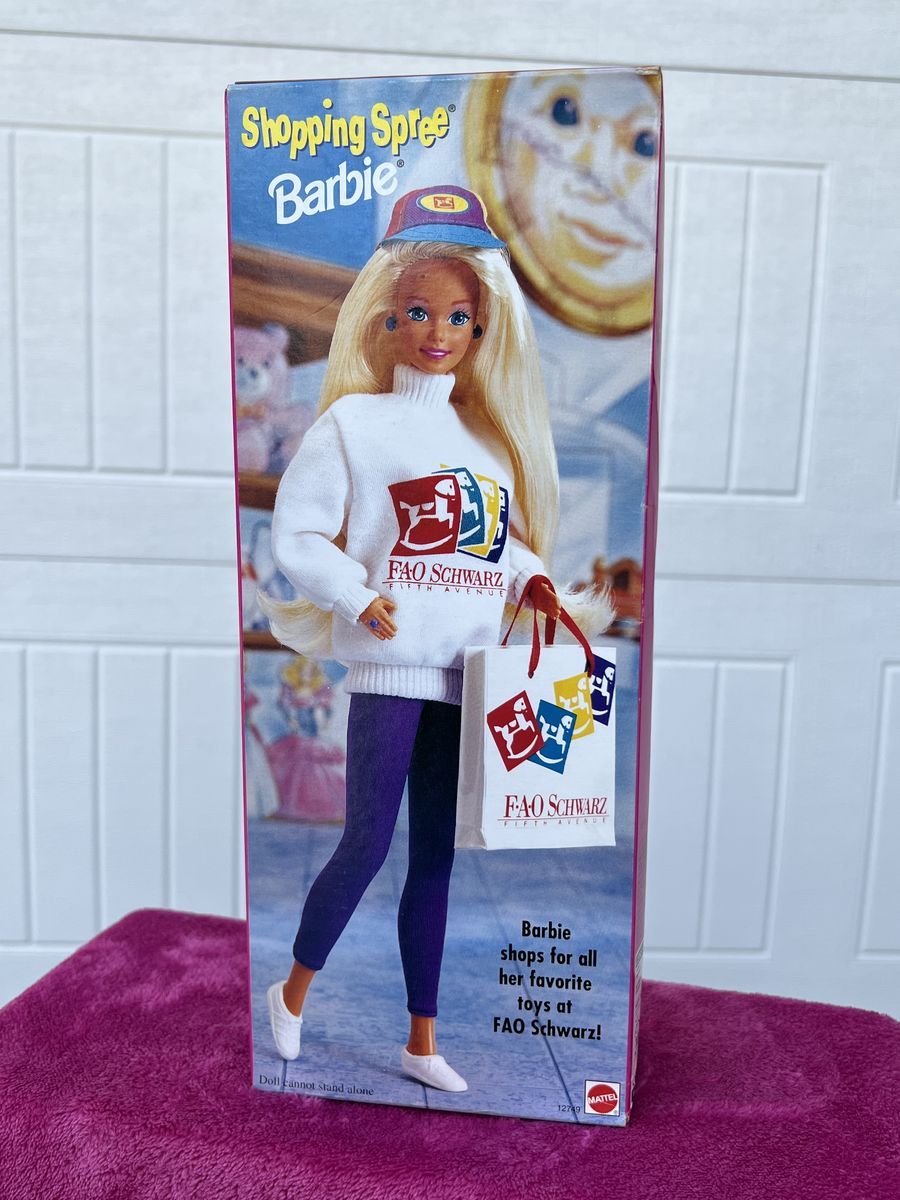 Shopping Spree®
Barbie®
F·A·O SCHWARZ
FIFTH AVENUE
F·A·O SCHWARZ
FIFTH AVENUE
Barbie
shops for all
her favorite
toys at
FAO Schwarz!
Doll cannot stand alone
12749
MATTEL